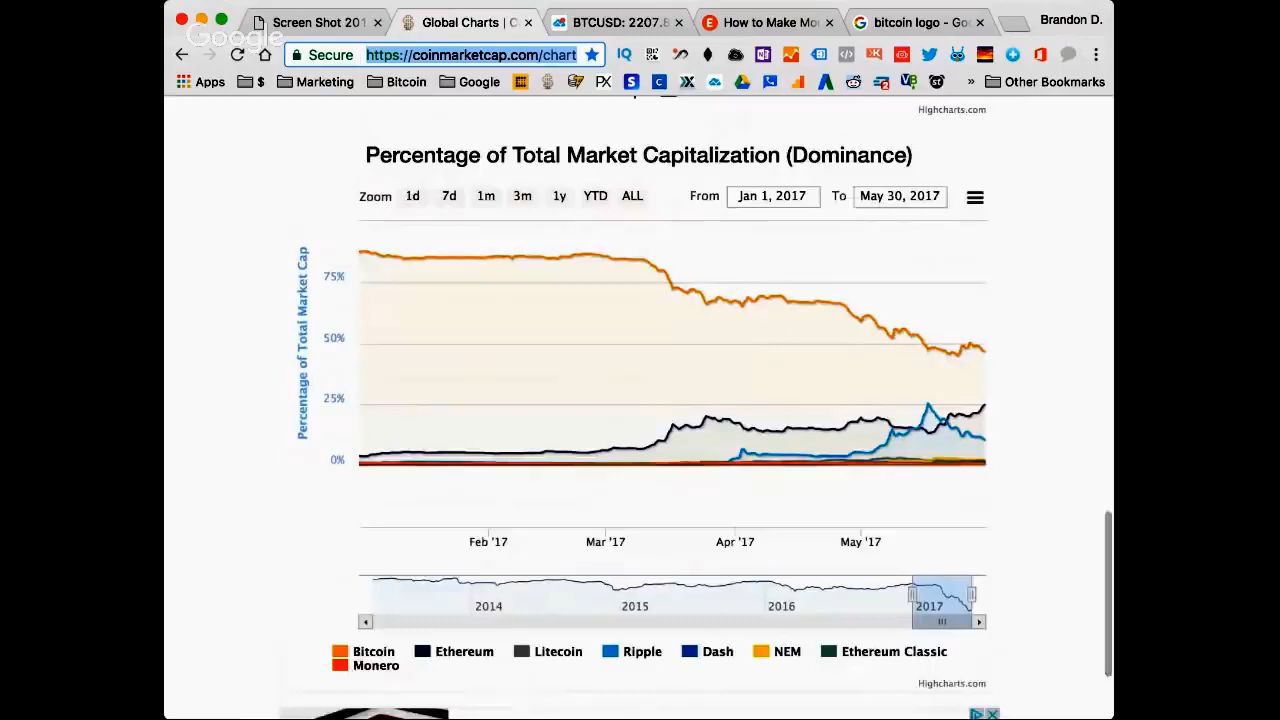 Screen Shot 201 Global Charts | C BTCUSD: 2207.8 How to Make Mo bitcoin logo - Goo Brandon D.
Google
Secure https://coinmarketcap.com/chart
Apps $ Marketing Bitcoin Google Other Bookmarks
Highcharts.com
Percentage of Total Market Capitalization (Dominance)
Zoom 1d 7d 1m 3m 1y YTD ALL From Jan 1, 2017 To May 30, 2017
Percentage of Total Market Cap
75%
50%
25%
0%
Feb '17 Mar '17 Apr '17 May '17
2014 2015 2016 2017
Bitcoin Ethereum Litecoin Ripple Dash NEM Ethereum Classic
Monero
Highcharts.com